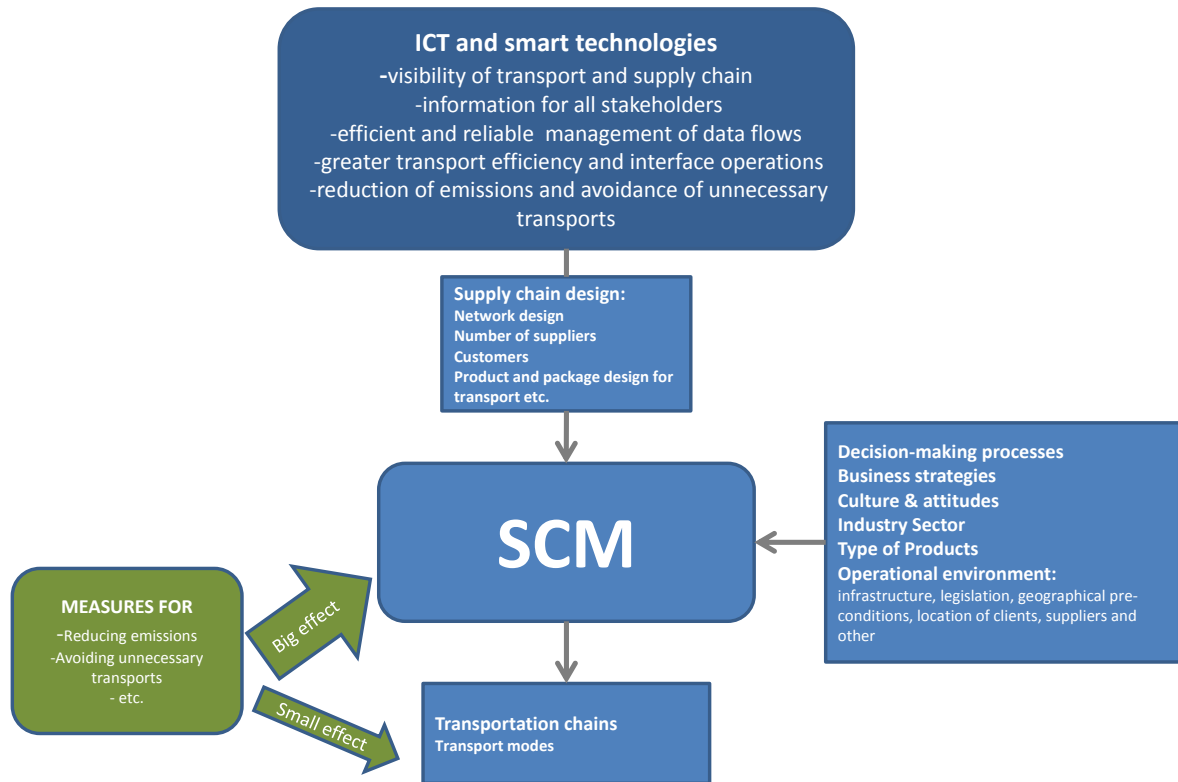 ICT and smart technologies
-visibility of transport and supply chain
-information for all stakeholders
-efficient and reliable  management of data flows
-greater transport efficiency and interface operations
-reduction of emissions and avoidance of unnecessary
transports
Supply chain design:
Network design
Number of suppliers
Customers
Product and package design for
transport etc.
SCM
Decision-making processes
Business strategies
Culture & attitudes
Industry Sector
Type of Products
Operational environment:
infrastructure, legislation, geographical pre-
conditions, location of clients, suppliers and
other
MEASURES FOR
-Reducing emissions
-Avoiding unnecessary
transports
- etc.
Big effect
Small effect
Transportation chains
Transport modes